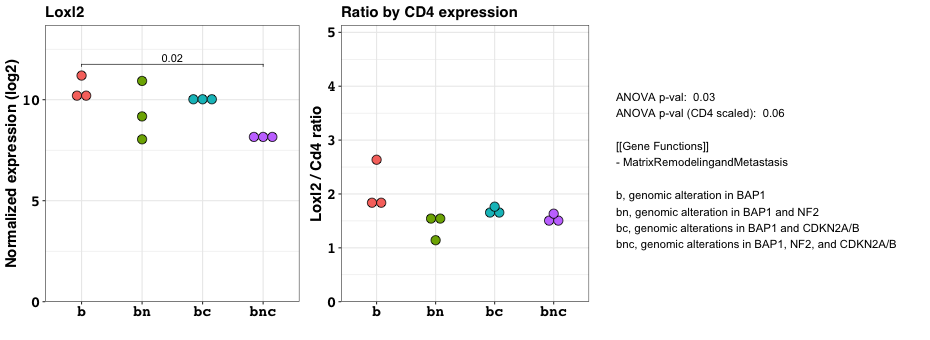 Loxl2
Normalized expression (log2)
10
5
0
0.02
b bn bc bnc
Ratio by CD4 expression
Loxl2 / Cd4 ratio
5
4
3
2
1
0
b bn bc bnc
ANOVA p-val: 0.03
ANOVA p-val (CD4 scaled): 0.06
[[Gene Functions]]
- MatrixRemodelingandMetastasis
b, genomic alteration in BAP1
bn, genomic alteration in BAP1 and NF2
bc, genomic alterations in BAP1 and CDKN2A/B
bnc, genomic alterations in BAP1, NF2, and CDKN2A/B